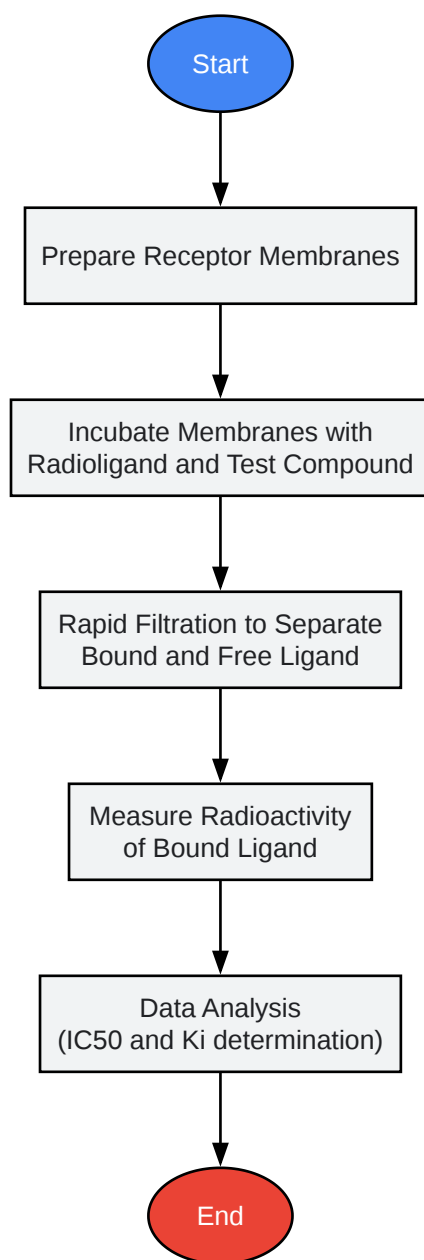 Start
Prepare Receptor Membranes
Incubate Membranes with
Radioligand and Test Compound
Rapid Filtration to Separate
Bound and Free Ligand
Measure Radioactivity
of Bound Ligand
Data Analysis
(IC50 and Ki determination)
End